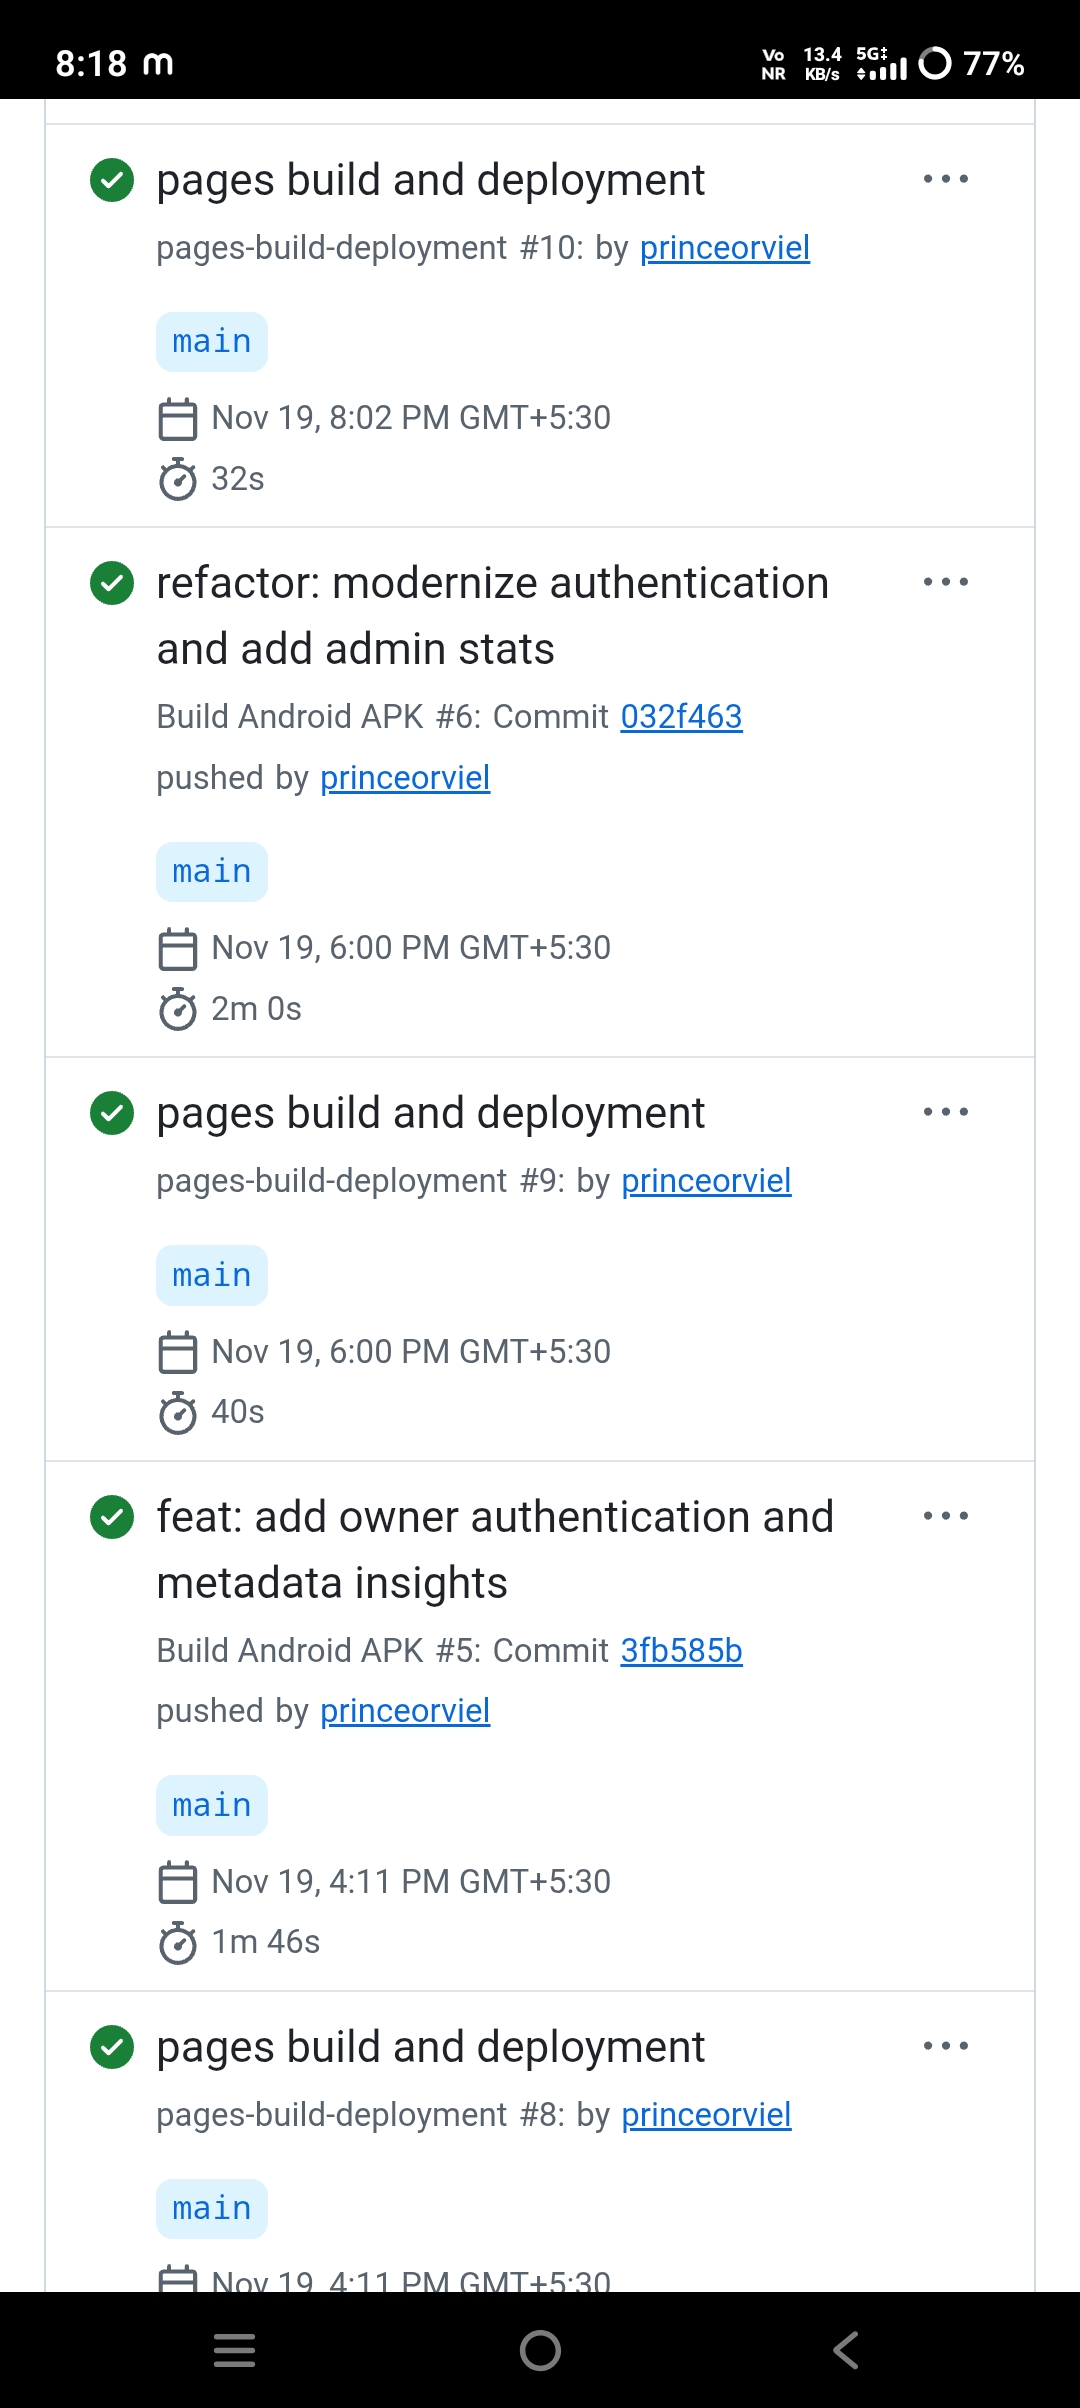 8:18 m Vo NR 13.4 KB/s 5G 77%
pages build and deployment
pages-build-deployment #10: by princeorviel
main
Nov 19, 8:02 PM GMT+5:30
32s
refactor: modernize authentication
and add admin stats
Build Android APK #6: Commit 032f463
pushed by princeorviel
main
Nov 19, 6:00 PM GMT+5:30
2m 0s
pages build and deployment
pages-build-deployment #9: by princeorviel
main
Nov 19, 6:00 PM GMT+5:30
40s
feat: add owner authentication and
metadata insights
Build Android APK #5: Commit 3fb585b
pushed by princeorviel
main
Nov 19, 4:11 PM GMT+5:30
1m 46s
pages build and deployment
pages-build-deployment #8: by princeorviel
main
Nov 19, 4:11 PM GMT+5:30